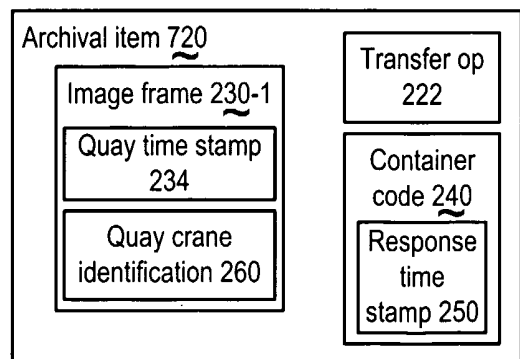 Archival item 720
Image frame 230-1
Quay time stamp
234
Quay crane
identification 260
Transfer op
222
Container
code 240
Response
time
stamp 250